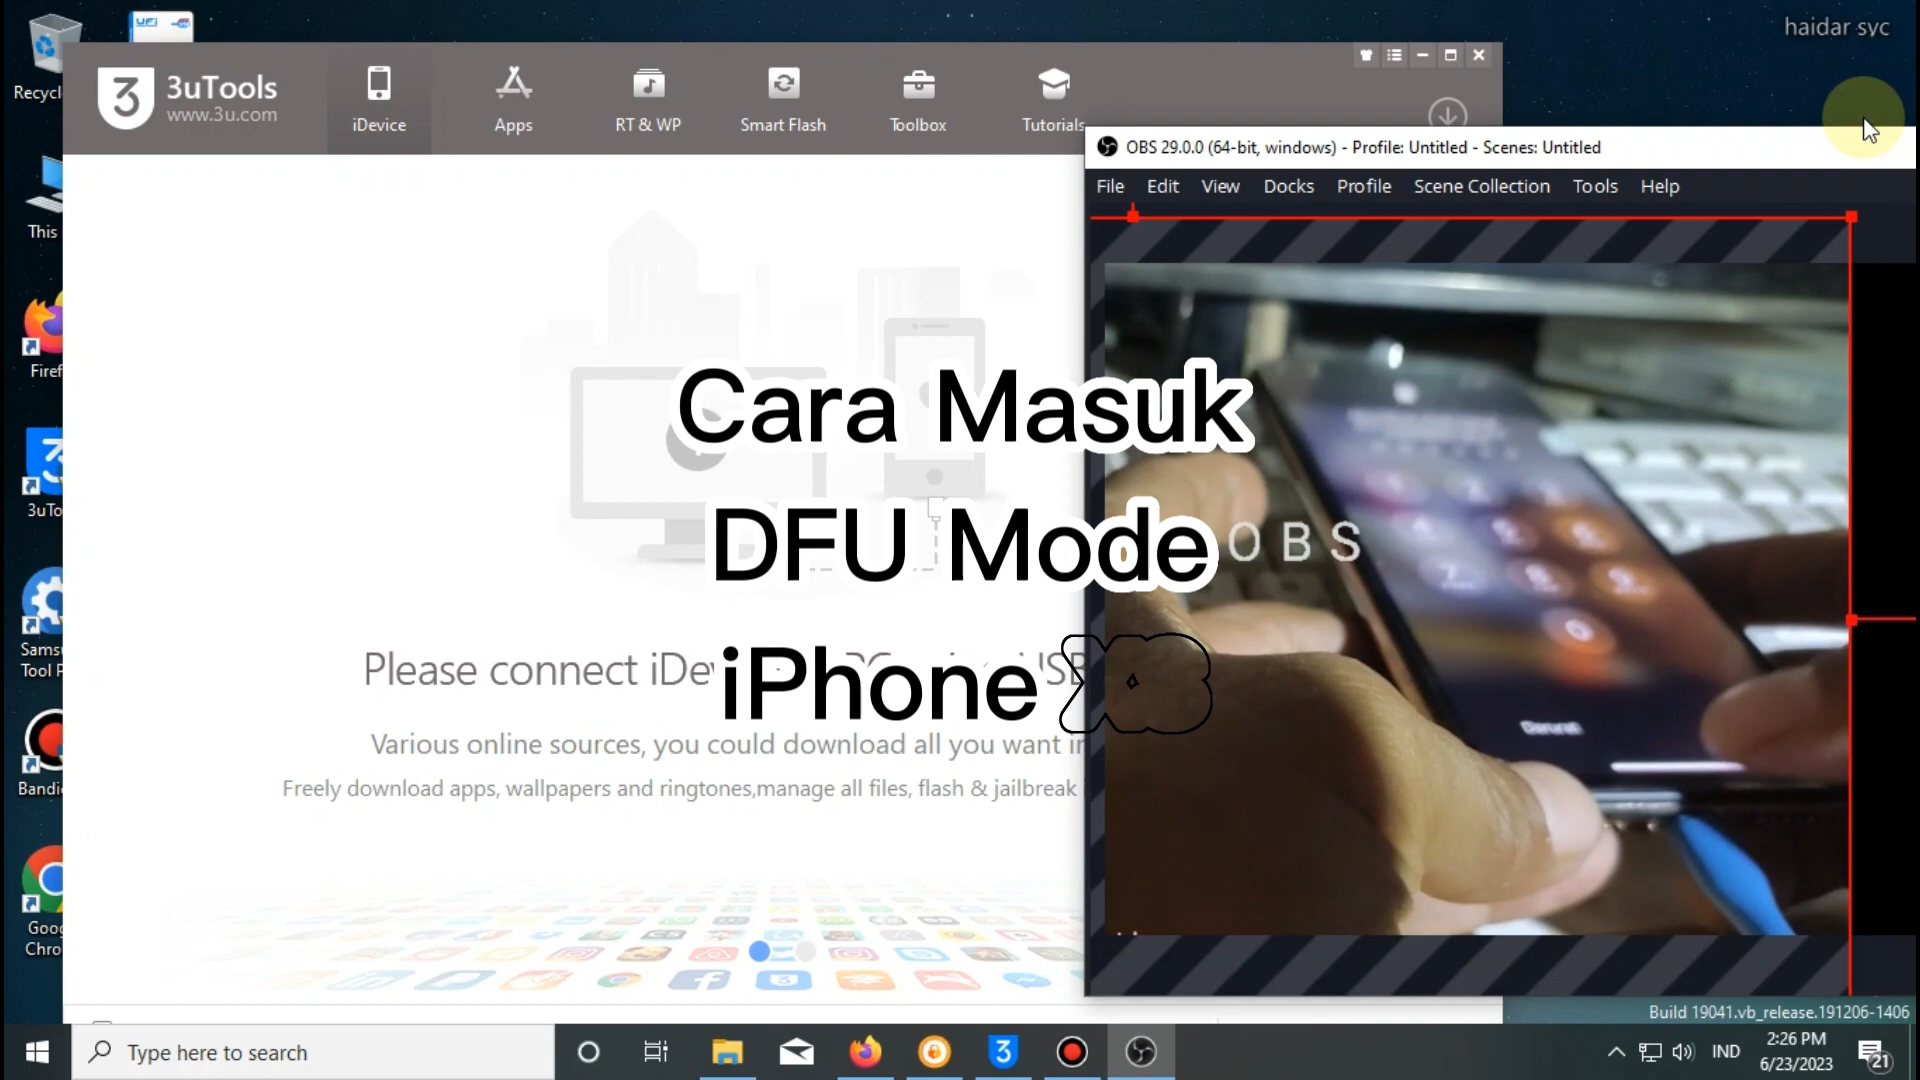 haidar syc
Recycl
3uTools
www.3u.com
iDevice
Apps
RT & WP
Smart Flash
Toolbox
Tutorials
OBS 29.0.0 (64-bit, windows) - Profile: Untitled - Scenes: Untitled
File Edit View Docks Profile Scene Collection Tools Help
This
Firef
3uTo
Sams
Tool P
Bandi
Goog
Chro
Cara Masuk
DFU Mode
iPhone
OBS
Please connect iDev
Various online sources, you could download all you want in
Freely download apps, wallpapers and ringtones,manage all files, flash & jailbreak
Darurat
Build 19041.vb_release.191206-1406
Type here to search
IND
2:26 PM
6/23/2023
21